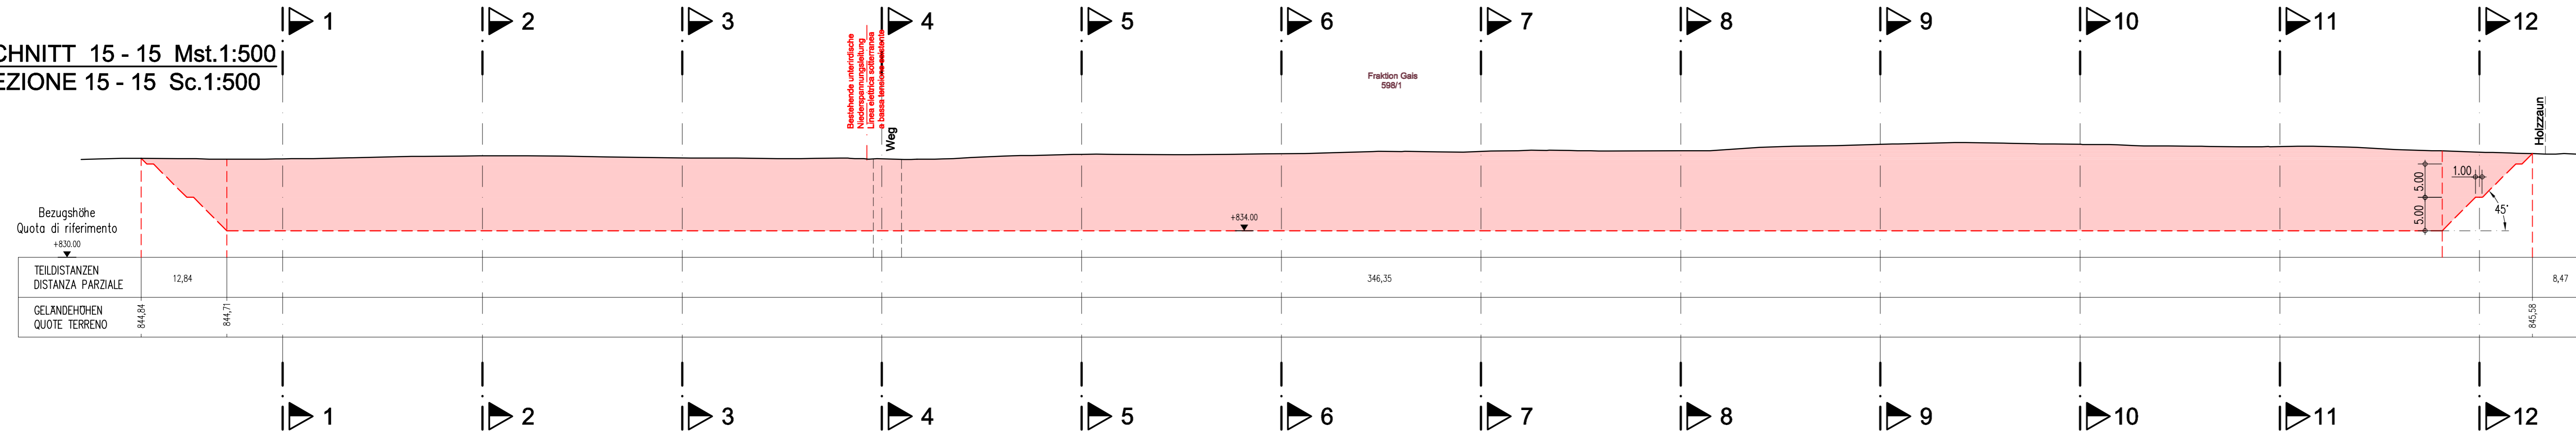 1 2 3 4 5 6 7 8 9 10 11 12
CHNITT 15 - 15 Mst.1:500
EZIONE 15 - 15 Sc.1:500
Bestehende unterirdische
Niederspannungsleitung
Linea elettrica sotterranea
a bassa tensione esistente
Weg
Fraktion Gais
598/1
Holzzaun
1.00
5.00
5.00
45°
Bezugshöhe
Quota di riferimento
+830.00
+834.00
TEILDISTANZEN
DISTANZA PARZIALE
12,84
346,35
8,47
GELÄNDEHÖHEN
QUOTE TERRENO
844,84
844,71
845,58
1 2 3 4 5 6 7 8 9 10 11 12